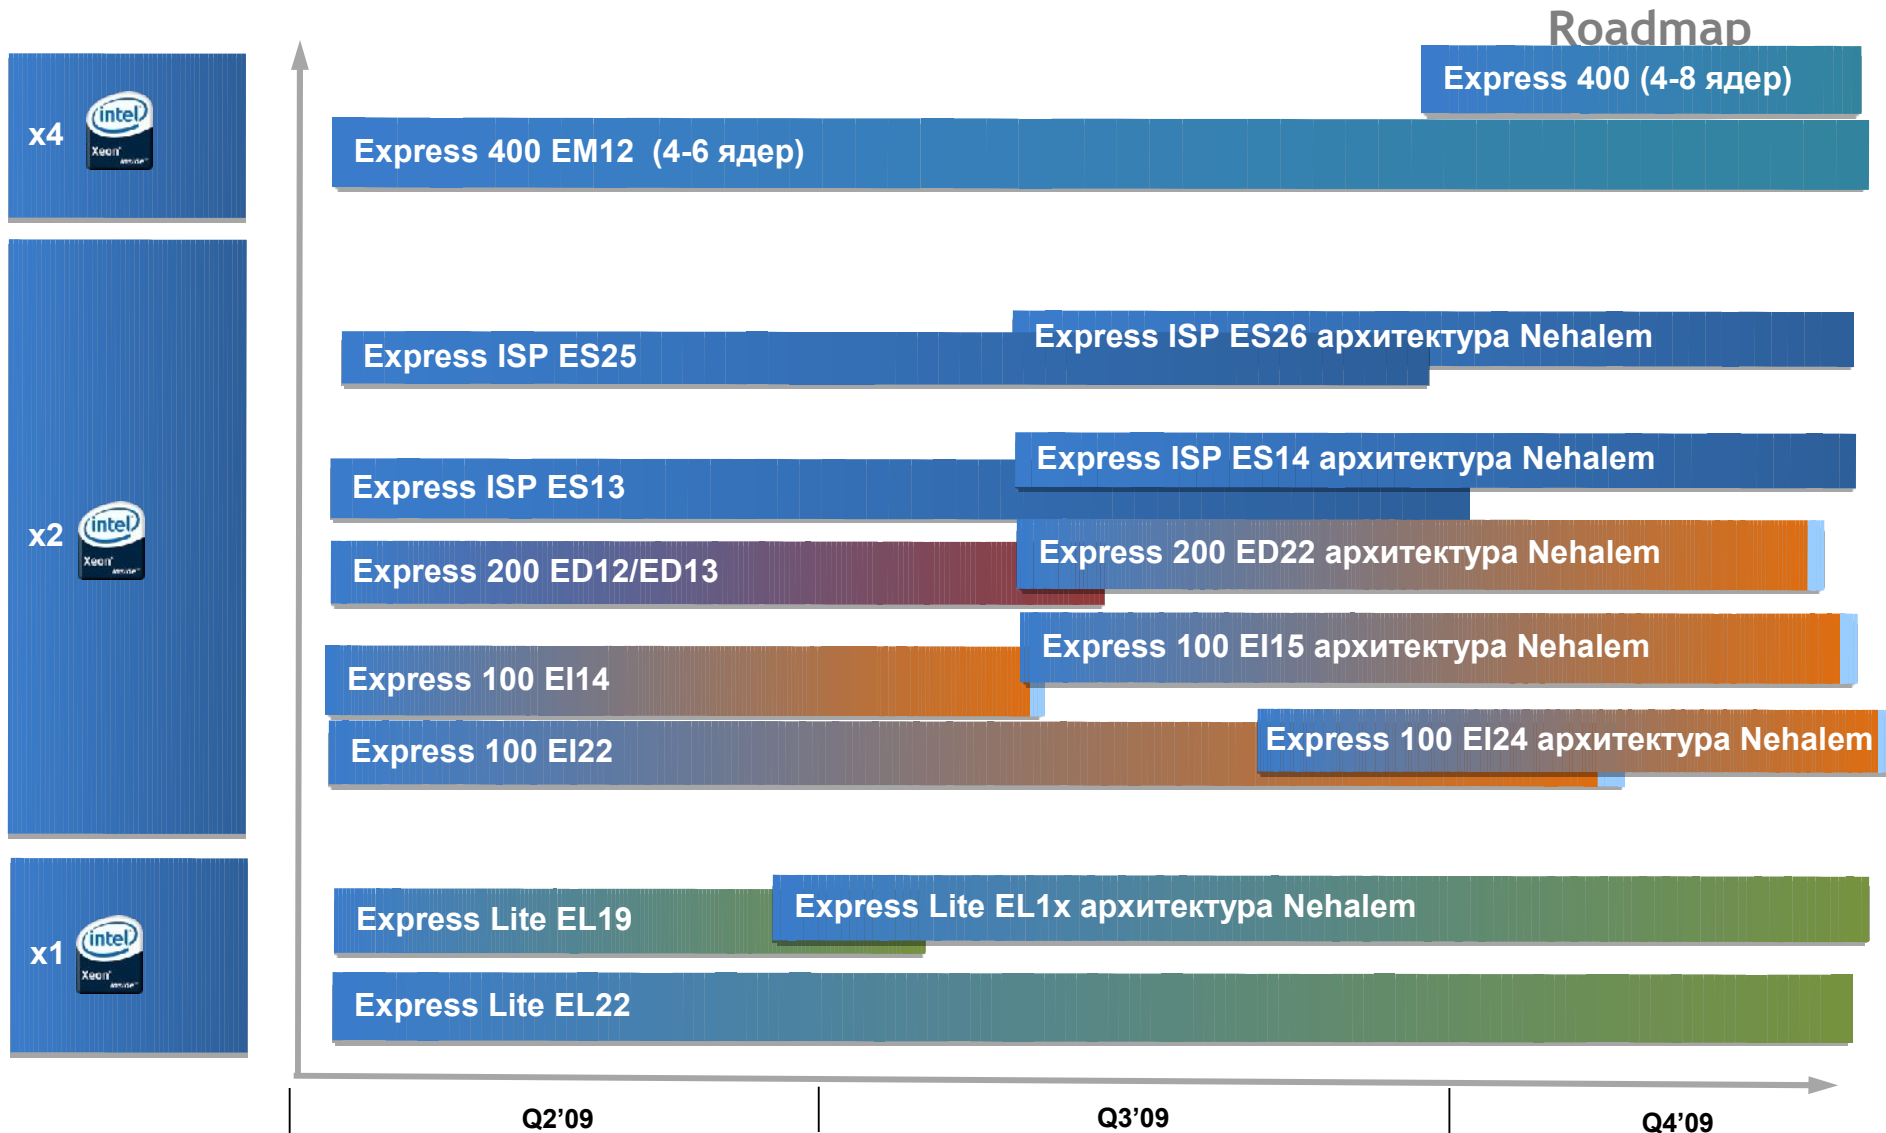 Roadmap
x4
intel
Xeon
inside
Express 400 (4-8 ядер)
Express 400 EM12 (4-6 ядер)
x2
intel
Xeon
inside
Express ISP ES26 архитектура Nehalem
Express ISP ES25
Express ISP ES14 архитектура Nehalem
Express ISP ES13
Express 200 ED22 архитектура Nehalem
Express 200 ED12/ED13
Express 100 EI15 архитектура Nehalem
Express 100 EI14
Express 100 EI24 архитектура Nehalem
Express 100 EI22
x1
intel
Xeon
inside
Express Lite EL1x архитектура Nehalem
Express Lite EL19
Express Lite EL22
Q2’09
Q3’09
Q4’09